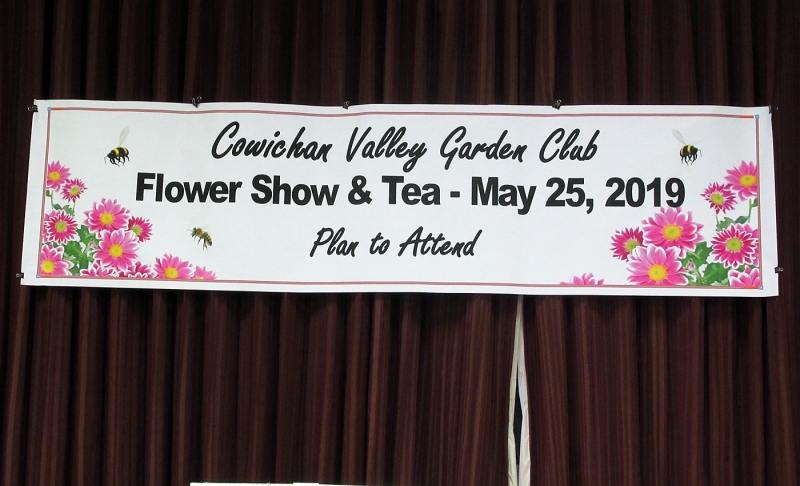 Cowichan Valley Garden Club
Flower Show & Tea - May 25, 2019
Plan to Attend